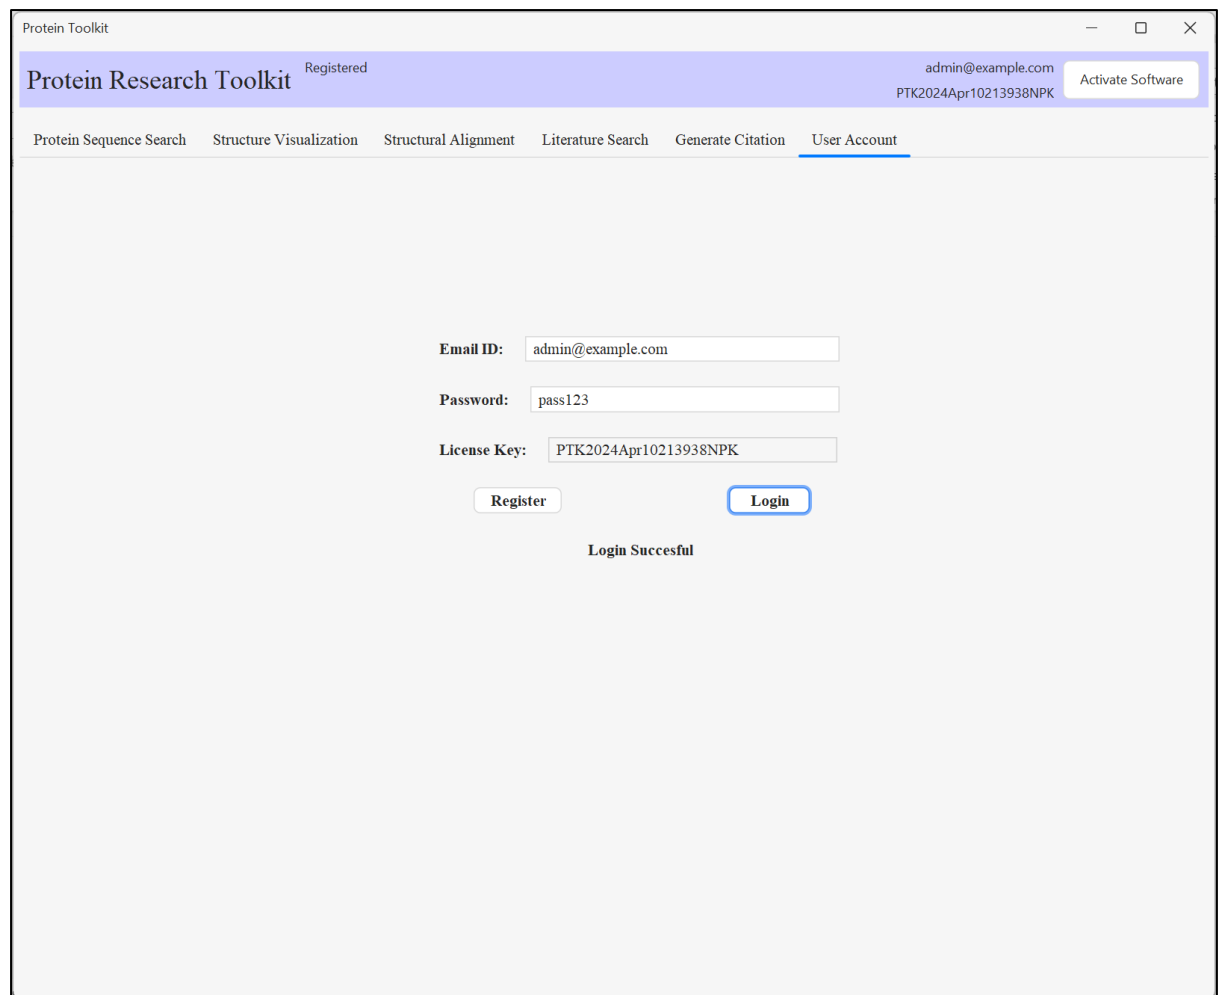 Protein Toolkit
Protein Research Toolkit Registered admin@example.com Activate Software
PTK2024Apr10213938NPK
Protein Sequence Search Structure Visualization Structural Alignment Literature Search Generate Citation User Account
Email ID: admin@example.com
Password: pass123
License Key: PTK2024Apr10213938NPK
Register Login
Login Succesful